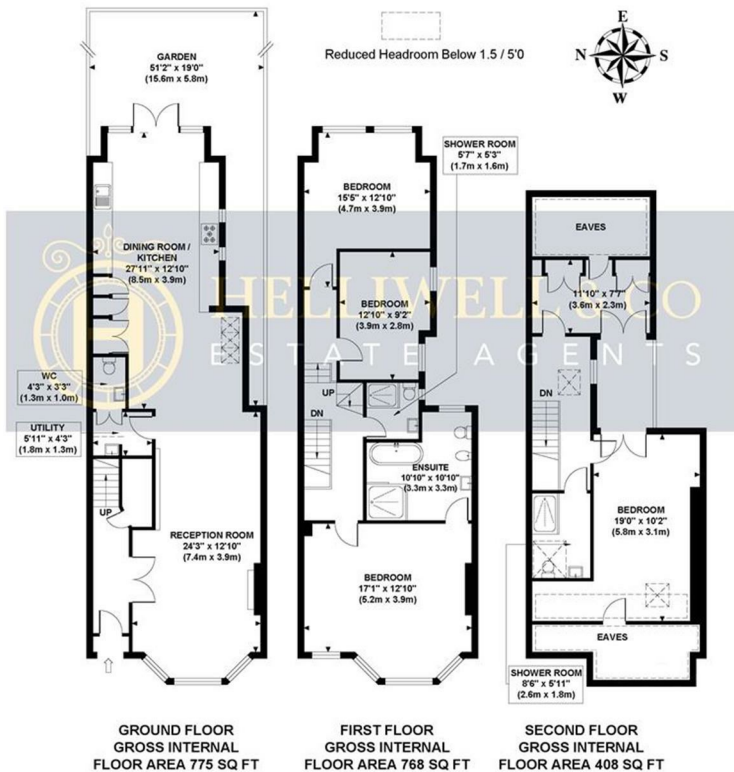 GARDEN
51'2" x 19'0"
(15.6m x 5.8m)
Reduced Headroom Below 1.5 / 5'0
E
N
S
W
SHOWER ROOM
5'7" x 5'3"
(1.7m x 1.6m)
BEDROOM
15'5" x 12'10"
(4.7m x 3.9m)
EAVES
DINING ROOM /
KITCHEN
27'11" x 12'10"
(8.5m x 3.9m)
BEDROOM
12'10" x 9'2"
(3.9m x 2.8m)
11'10" x 7'7"
(3.6m x 2.3m)
H
HELLIWELL & CO
ESTATE AGENTS
WC
4'3" x 3'3"
(1.3m x 1.0m)
UP
DN
DN
UTILITY
5'11" x 4'3"
(1.8m x 1.3m)
ENSUITE
10'10" x 10'10"
(3.3m x 3.3m)
UP
RECEPTION ROOM
24'3" x 12'10"
(7.4m x 3.9m)
BEDROOM
19'0" x 10'2"
(5.8m x 3.1m)
BEDROOM
17'1" x 12'10"
(5.2m x 3.9m)
EAVES
SHOWER ROOM
8'6" x 5'11"
(2.6m x 1.8m)
GROUND FLOOR
GROSS INTERNAL
FLOOR AREA 775 SQ FT
FIRST FLOOR
GROSS INTERNAL
FLOOR AREA 768 SQ FT
SECOND FLOOR
GROSS INTERNAL
FLOOR AREA 408 SQ FT